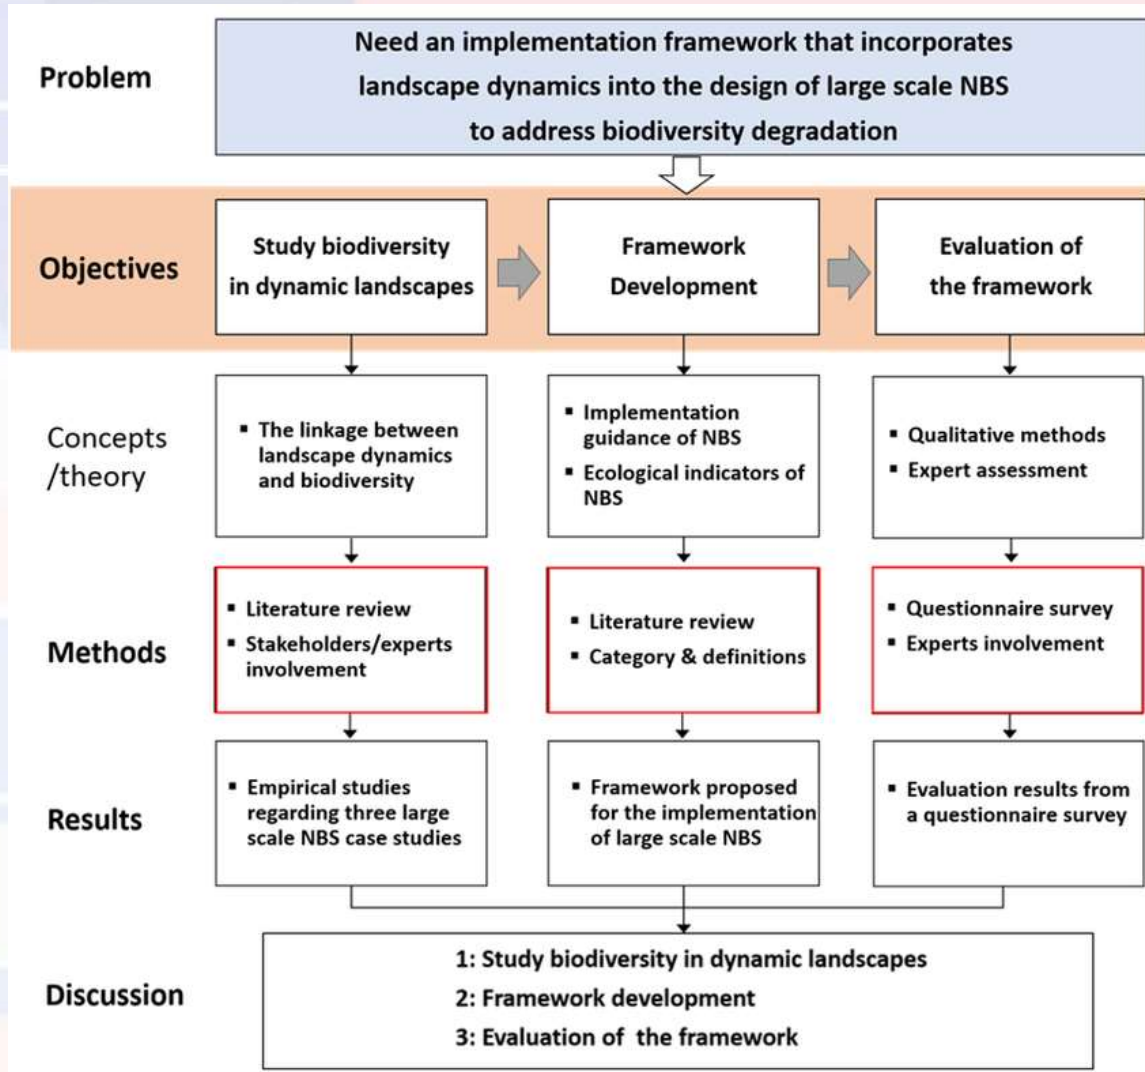 Problem
Need an implementation framework that incorporates
landscape dynamics into the design of large scale NBS
to address biodiversity degradation
Objectives
Study biodiversity
in dynamic landscapes
Framework
Development
Evaluation of
the framework
Concepts
/theory
▪ The linkage between
landscape dynamics
and biodiversity
▪ Implementation
guidance of NBS
▪ Ecological indicators of
NBS
▪ Qualitative methods
▪ Expert assessment
Methods
▪ Literature review
▪ Stakeholders/experts
involvement
▪ Literature review
▪ Category & definitions
▪ Questionnaire survey
▪ Experts involvement
Results
▪ Empirical studies
regarding three large
scale NBS case studies
▪ Framework proposed
for the implementation
of large scale NBS
▪ Evaluation results from
a questionnaire survey
Discussion
1: Study biodiversity in dynamic landscapes
2: Framework development
3: Evaluation of the framework